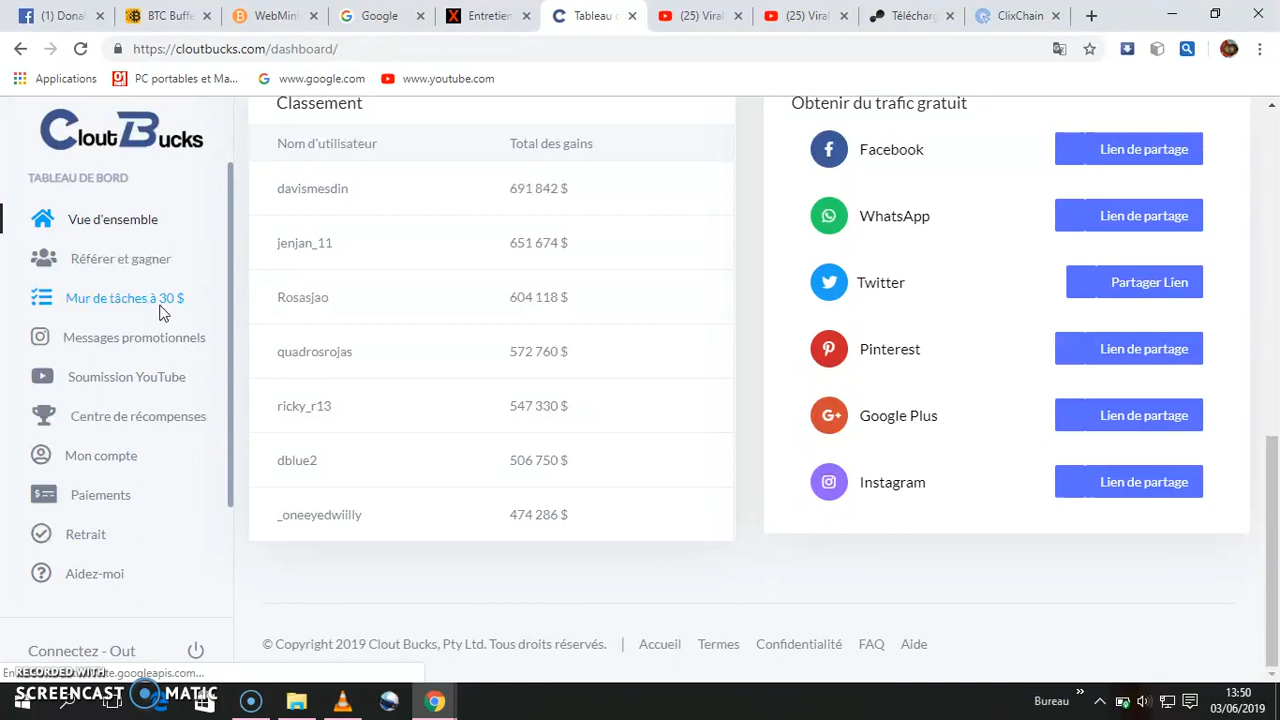 (1) Dona
BTC Buffe
WebMin
Google
Entretie
Tableau d
(25) Viral
(25) Viral
Télécharg
ClixChain
https://cloutbucks.com/dashboard/
Applications
PC portables et Ma...
www.google.com
www.youtube.com
CloutBucks
TABLEAU DE BORD
Vue d'ensemble
Référer et gagner
Mur de tâches à 30 $
Messages promotionnels
Soumission YouTube
Centre de récompenses
Mon compte
Paiements
Retrait
Aidez-moi
Connectez - Out
Classement
Nom d'utilisateur Total des gains
davismesdin 691 842 $
jenjan_11 651 674 $
Rosasjao 604 118 $
quadrosrojas 572 760 $
ricky_r13 547 330 $
dblue2 506 750 $
_oneeyedwiilly 474 286 $
Obtenir du trafic gratuit
Facebook Lien de partage
WhatsApp Lien de partage
Twitter Partager Lien
Pinterest Lien de partage
Google Plus Lien de partage
Instagram Lien de partage
© Copyright 2019 Clout Bucks, Pty Ltd. Tous droits réservés. | Accueil Termes Confidentialité FAQ Aide
RECORDED WITH
SCREENCAST MATIC
Bureau
13:50
03/06/2019